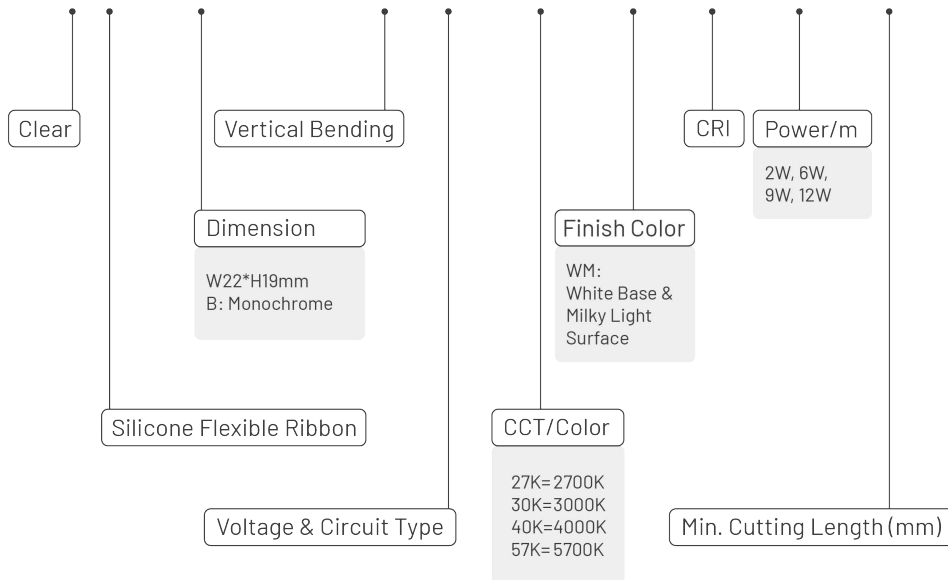 Clear
Vertical Bending
CRI
Power/m
2W, 6W,
9W, 12W
Dimension
W22*H19mm
B: Monochrome
Finish Color
WM:
White Base &
Milky Light
Surface
Silicone Flexible Ribbon
CCT/Color
27K=2700K
30K=3000K
40K=4000K
57K=5700K
Voltage & Circuit Type
Min. Cutting Length (mm)